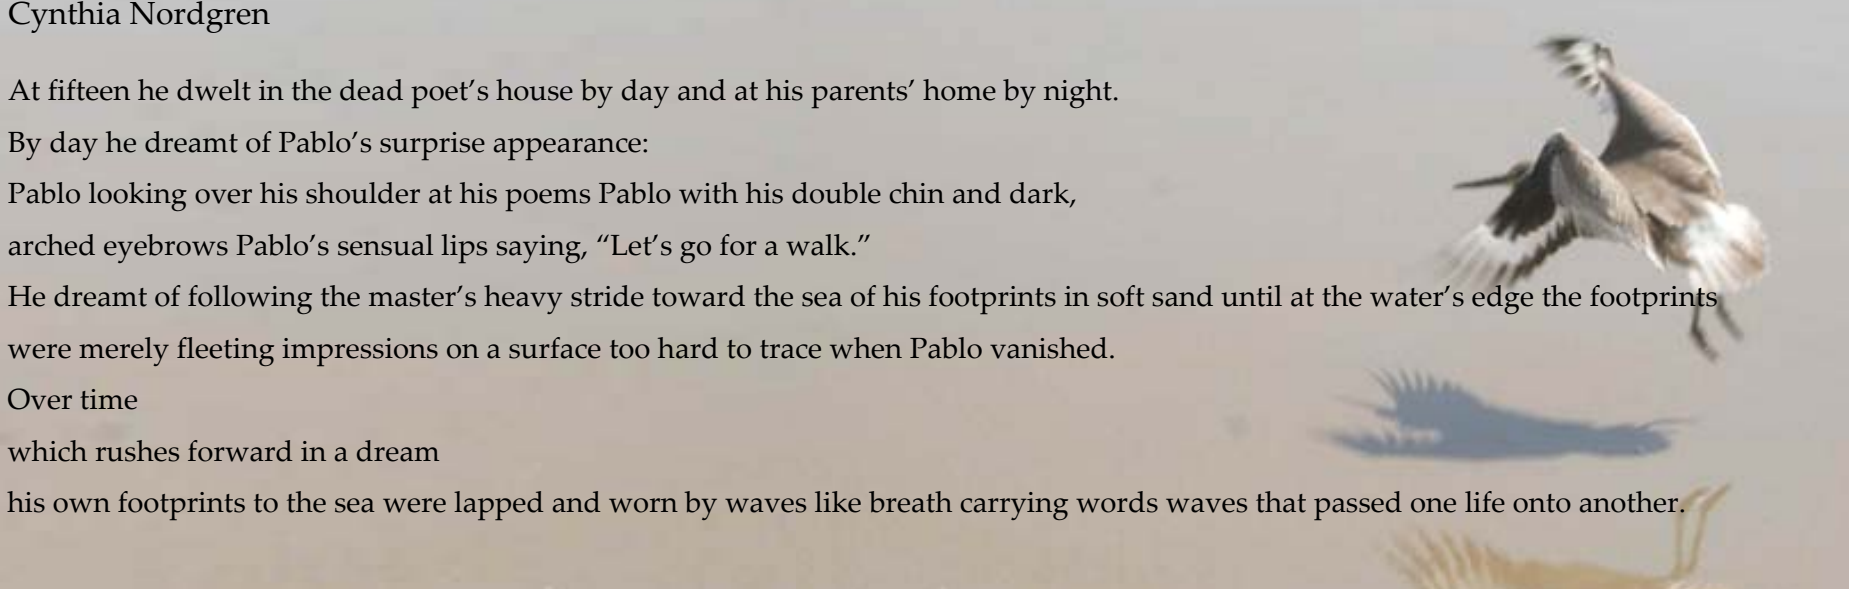 Cynthia Nordgren
At fifteen he dwelt in the dead poet’s house by day and at his parents’ home by night.
By day he dreamt of Pablo’s surprise appearance:
Pablo looking over his shoulder at his poems Pablo with his double chin and dark,
arched eyebrows Pablo’s sensual lips saying, “Let’s go for a walk.”
He dreamt of following the master’s heavy stride toward the sea of his footprints in soft sand until at the water’s edge the footprints
were merely fleeting impressions on a surface too hard to trace when Pablo vanished.
Over time
which rushes forward in a dream
his own footprints to the sea were lapped and worn by waves like breath carrying words waves that passed one life onto another.